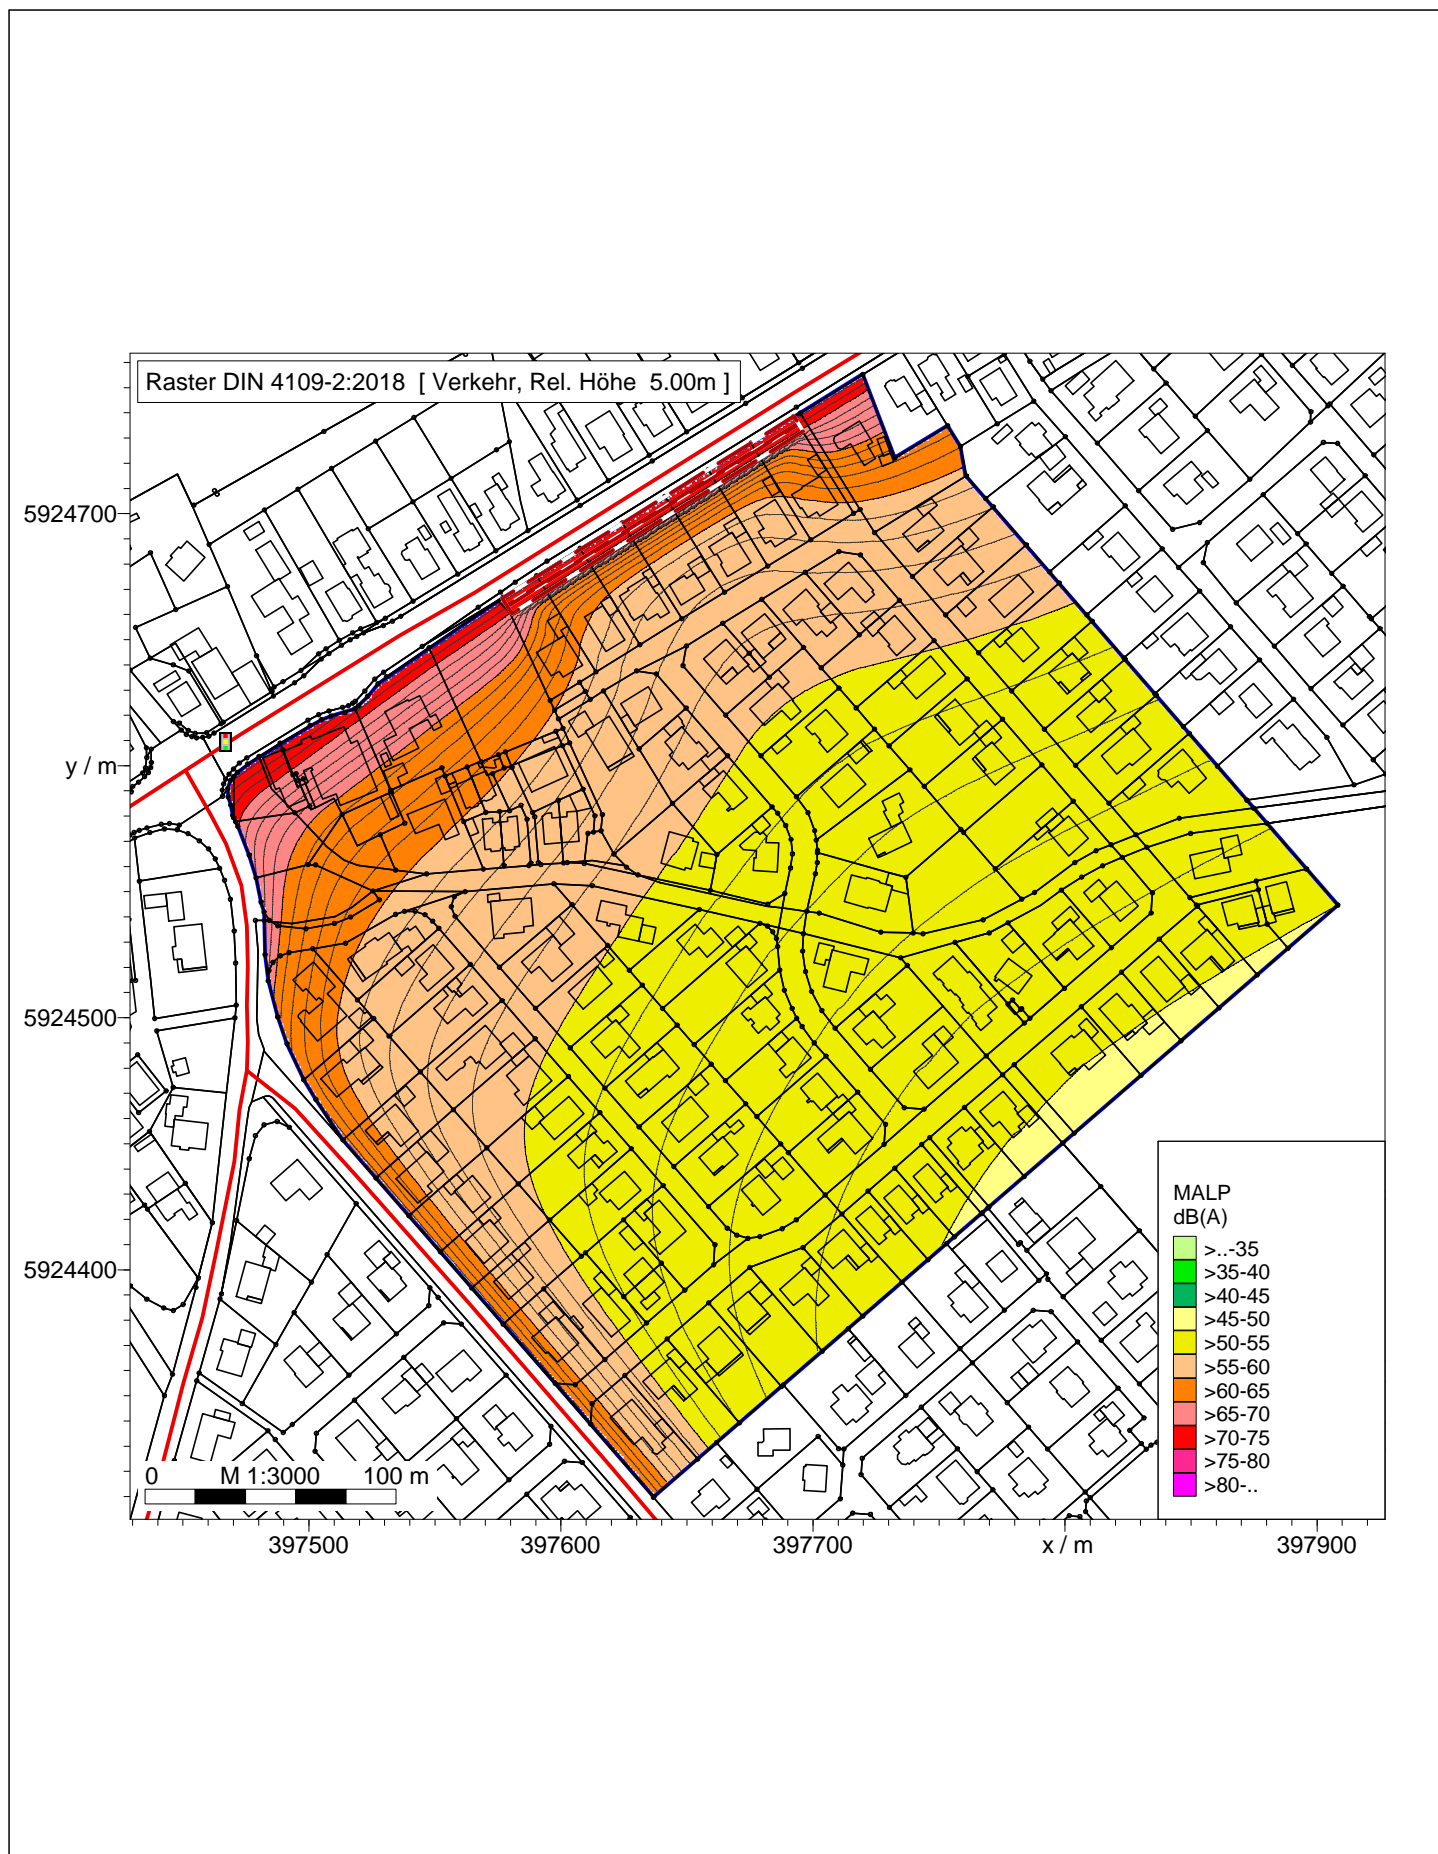 Raster DIN 4109-2:2018 [ Verkehr, Rel. Höhe 5.00m ]
5924700
y / m
5924500
5924400
MALP
dB(A)
>..-35
>35-40
>40-45
>45-50
>50-55
>55-60
>60-65
>65-70
>70-75
>75-80
>80-..
0 M 1:3000 100 m
397500 397600 397700 x / m 397900